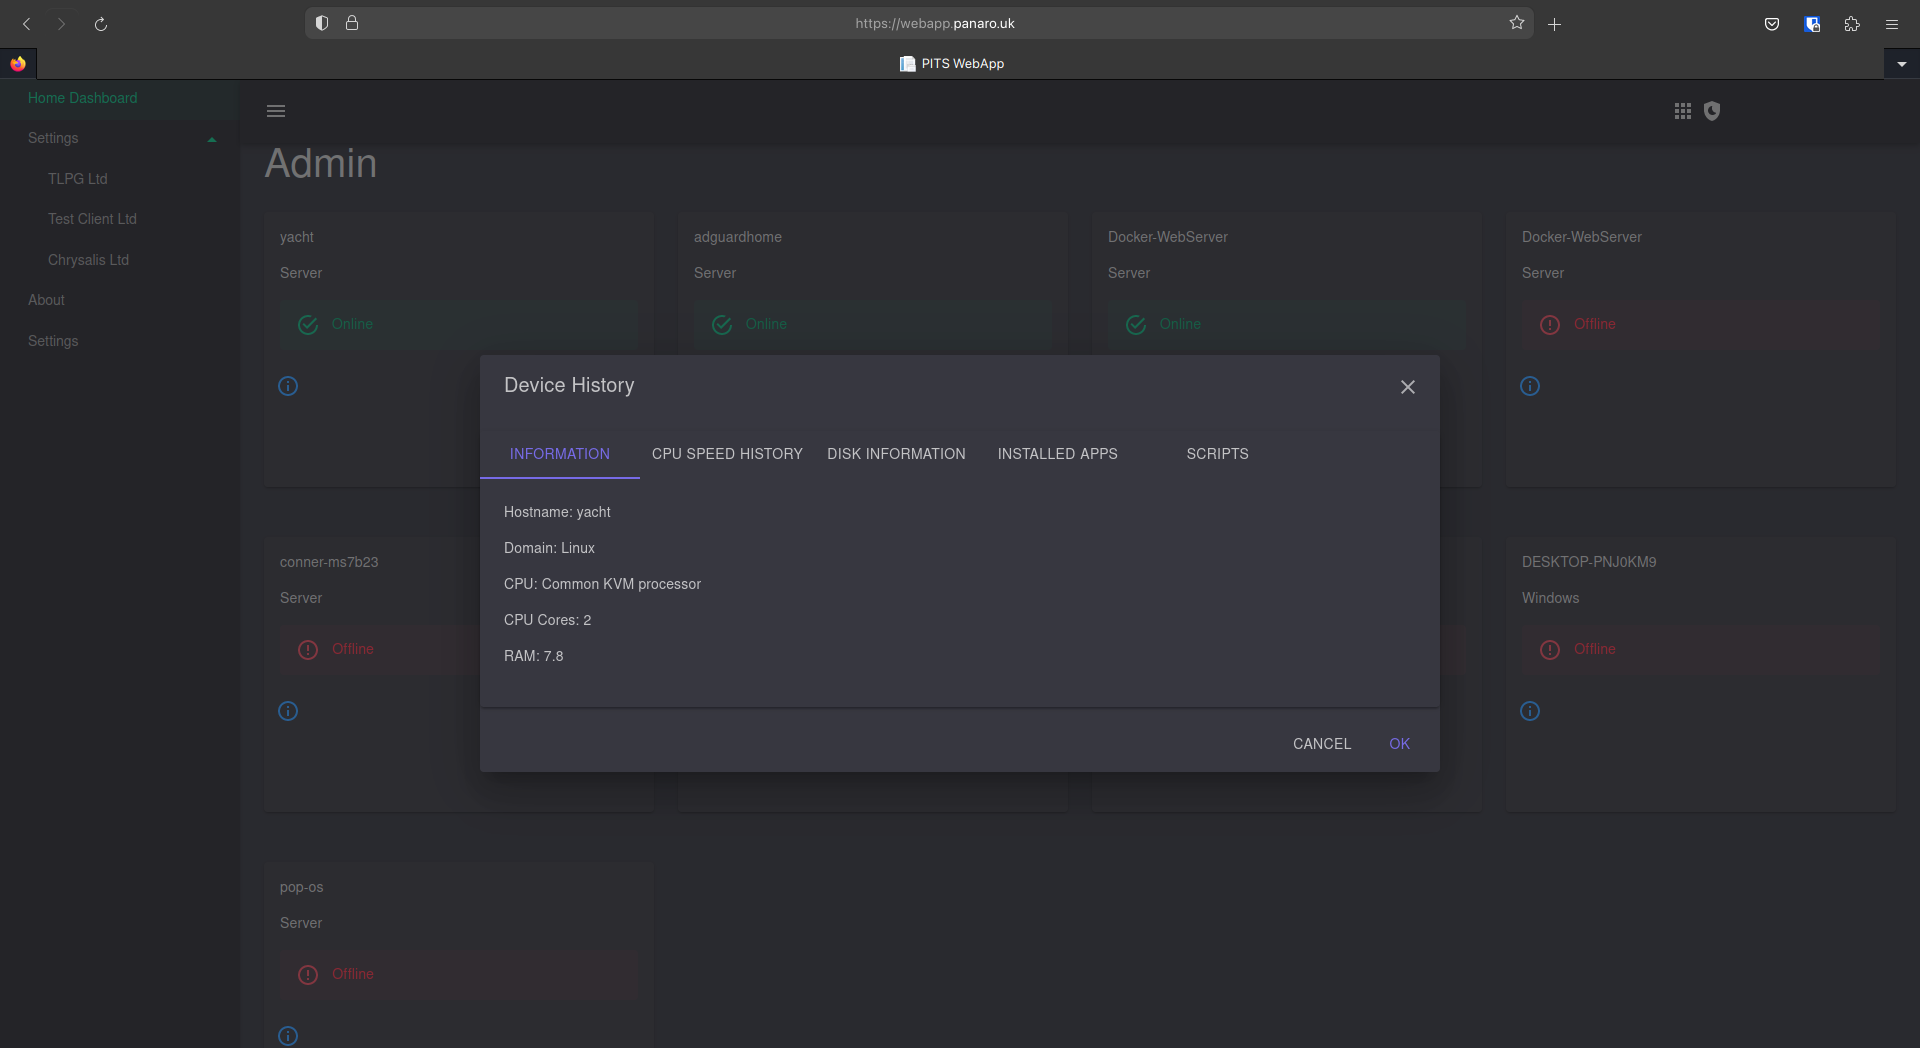 https://webapp.panaro.uk
PITS WebApp
Home Dashboard
Settings
TLPG Ltd
Test Client Ltd
Chrysalis Ltd
About
Settings
Admin
yacht
Server
Online
adguardhome
Server
Online
Docker-WebServer
Server
Online
Docker-WebServer
Server
Offline
Device History
INFORMATION
CPU SPEED HISTORY
DISK INFORMATION
INSTALLED APPS
SCRIPTS
Hostname: yacht
Domain: Linux
CPU: Common KVM processor
CPU Cores: 2
RAM: 7.8
CANCEL
OK
conner-ms7b23
Server
Offline
DESKTOP-PNJ0KM9
Windows
Offline
pop-os
Server
Offline